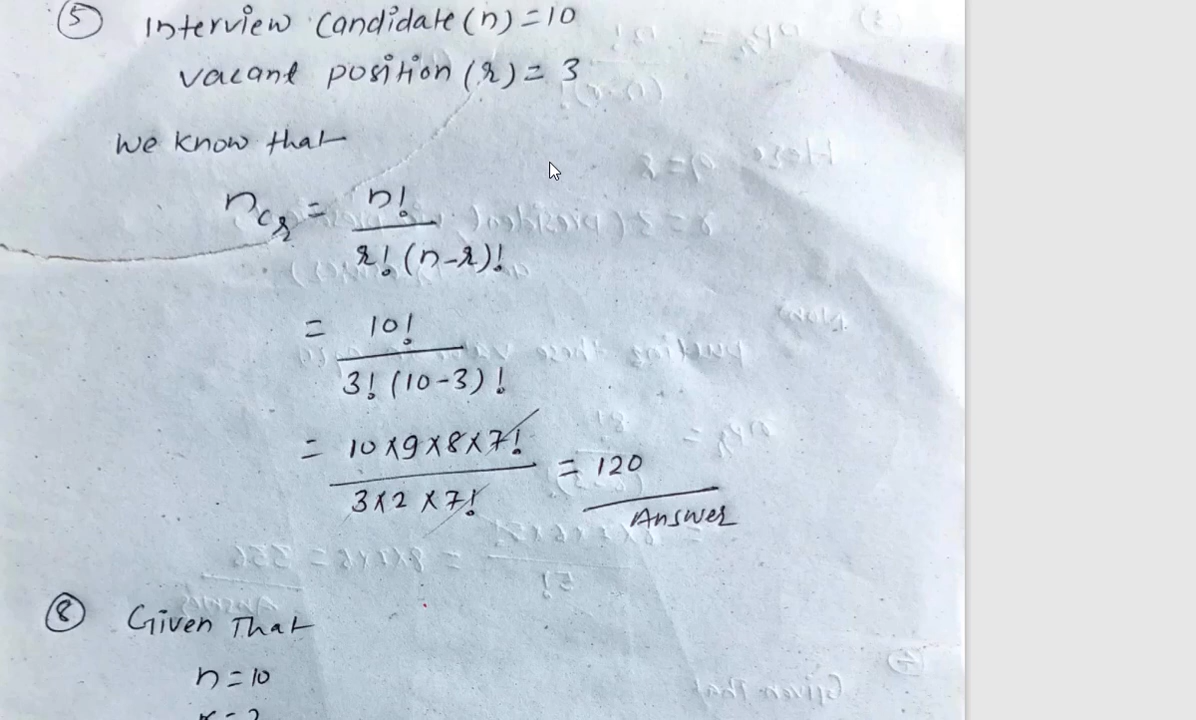 ⑤ Interview Candidate (n) = 10
Vacant position (r) = 3
We know that
nCr = n! / r! (n-r)!
= 10! / 3! (10-3)!
= 10×9×8×7! / 3×2×7! = 120
Answer
⑧ Given That
n = 10